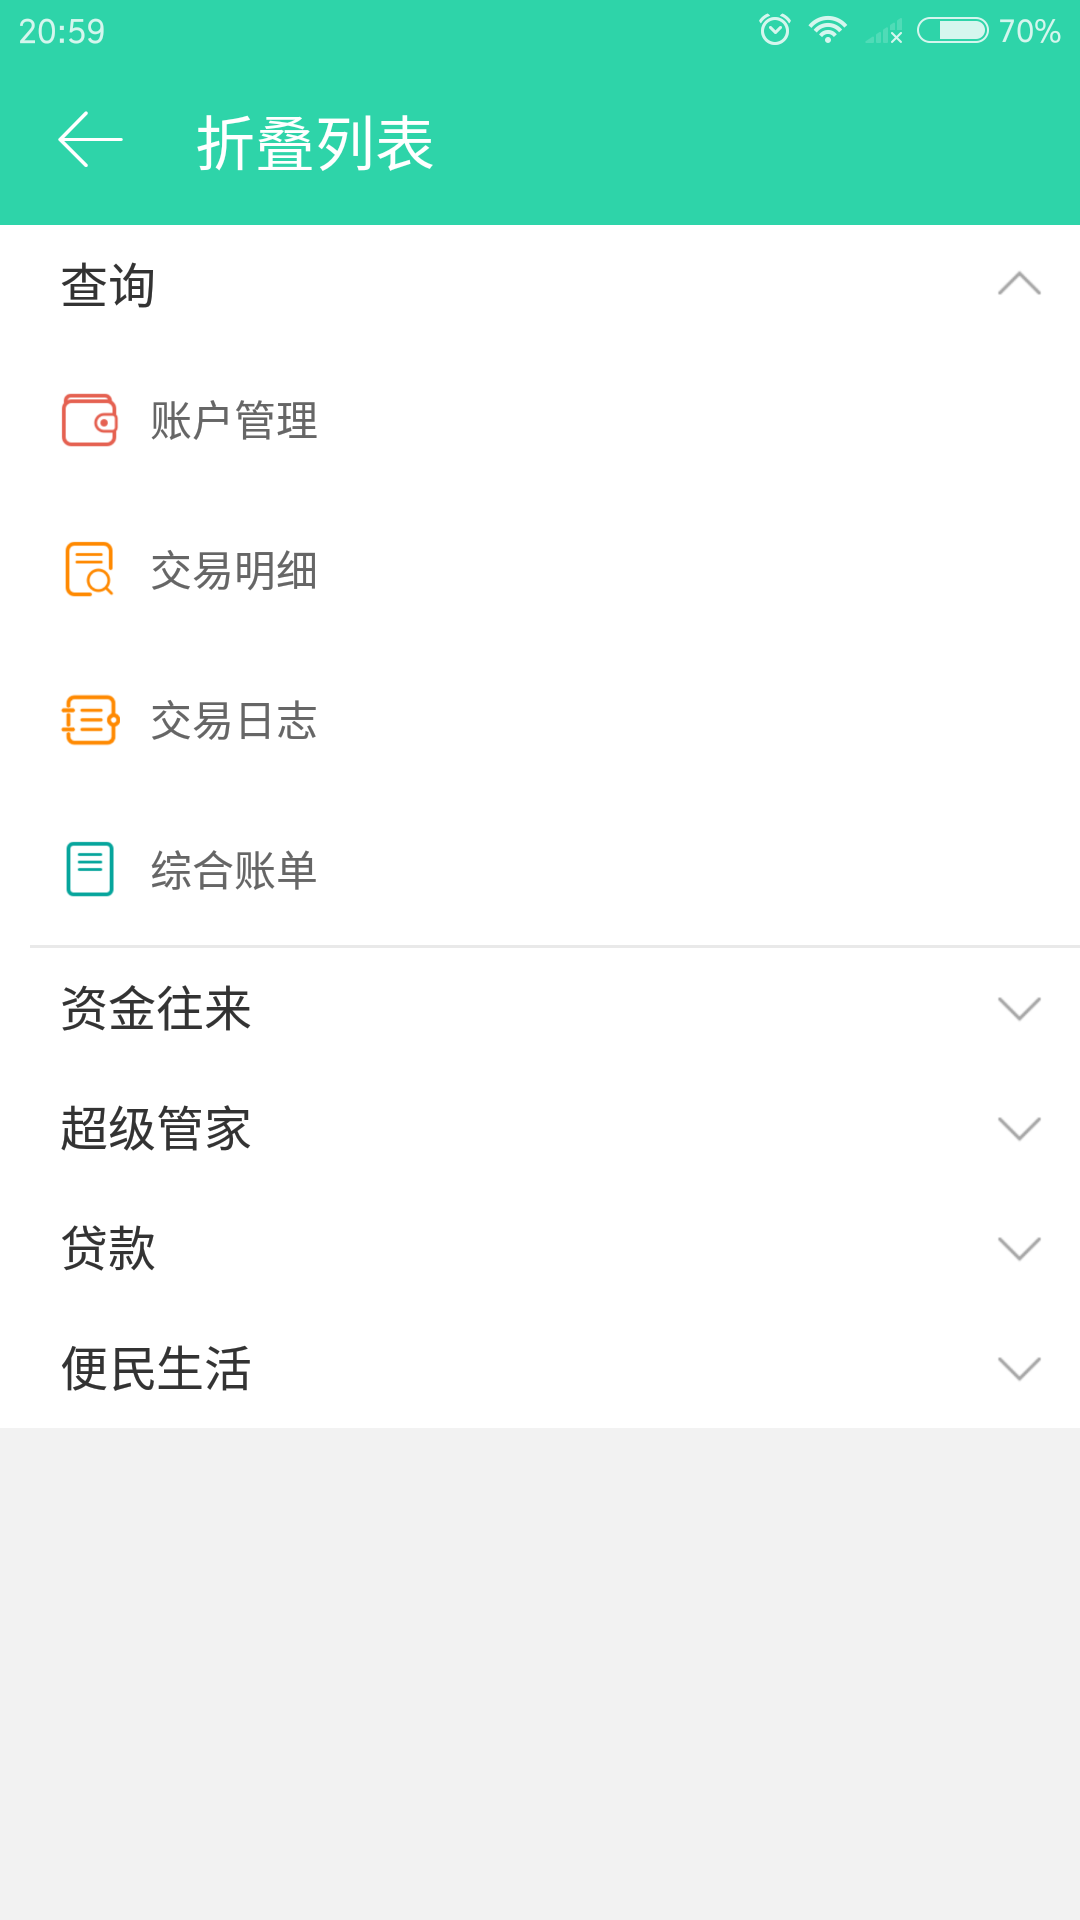 20:59 70%
折叠列表
查询
账户管理
交易明细
交易日志
综合账单
资金往来
超级管家
贷款
便民生活